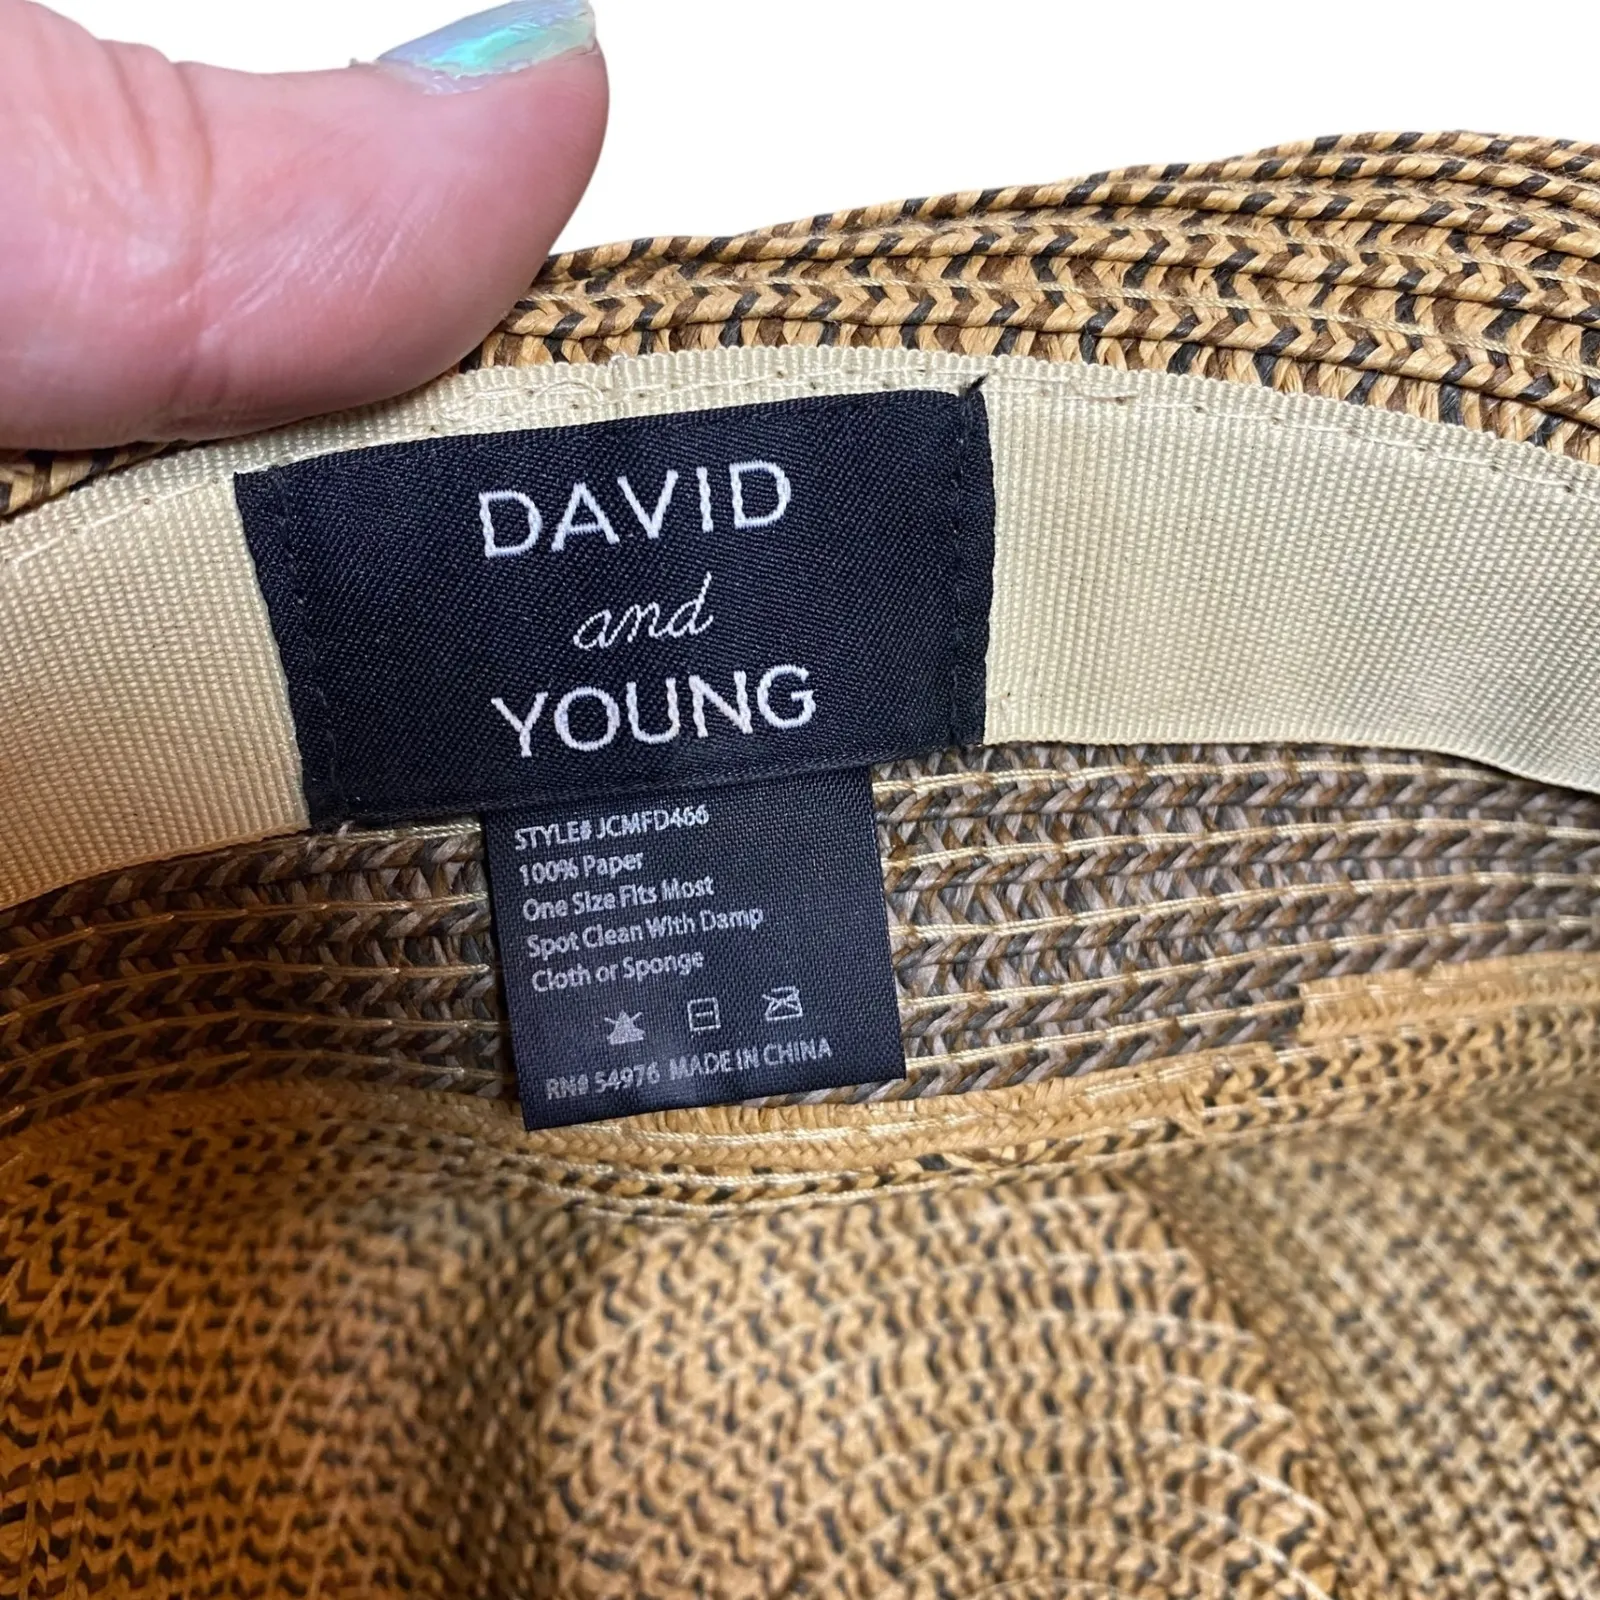 DAVID
and
YOUNG
STYLE# JCMFD466
100% Paper
One Size Fits Most
Spot Clean With Damp
Cloth or Sponge
RN# 54976 MADE IN CHINA